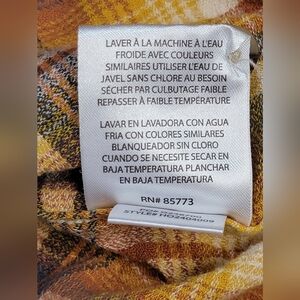 LAVER À LA MACHINE À L'EAU
FROIDE AVEC COULEURS
SIMILAIRES UTILISER L'EAU DE
JAVEL SANS CHLORE AU BESOIN
SÉCHER PAR CULBUTAGE FAIBLE
REPASSER À FAIBLE TEMPÉRATURE
LAVAR EN LAVADORA CON AGUA
FRIA CON COLORES SIMILARES
BLANQUEADOR SIN CLORO
CUANDO SE NECESITE SECAR EN
BAJA TEMPERATURA PLANCHAR
EN BAJA TEMPERATURA
RN# 85773
STYLE# HO2404009